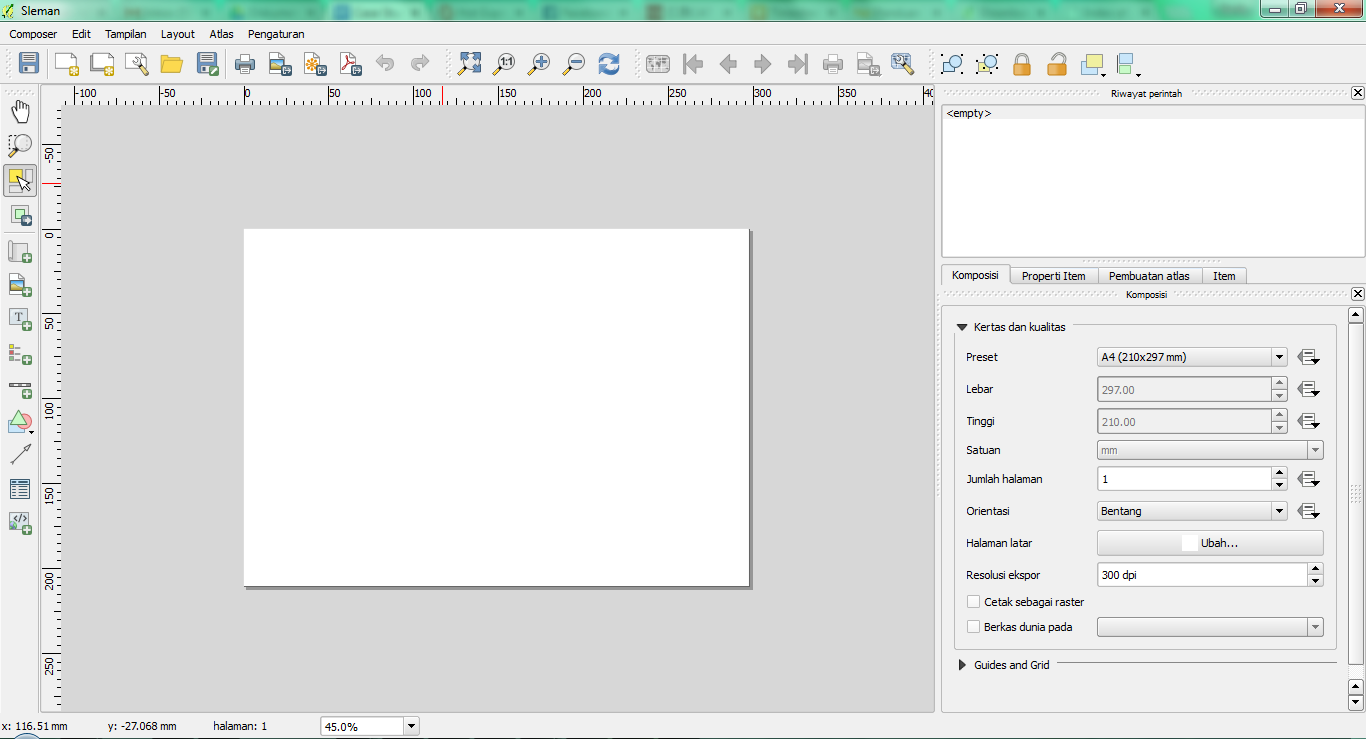 Sleman
Composer Edit Tampilan Layout Atlas Pengaturan
1:1
-100 -50 0 50 100 150 200 250 300 350 40
-50
0
50
100
150
200
250
T
Riwayat perintah
<empty>
Komposisi Properti Item Pembuatan atlas Item
Komposisi
Kertas dan kualitas
Preset A4 (210x297 mm)
Lebar 297.00
Tinggi 210.00
Satuan mm
Jumlah halaman 1
Orientasi Bentang
Halaman latar Ubah...
Resolusi ekspor 300 dpi
Cetak sebagai raster
Berkas dunia pada
Guides and Grid
x: 116.51 mm y: -27.068 mm halaman: 1 45.0%